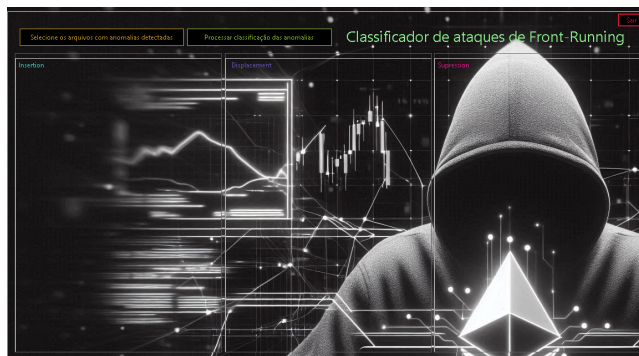 Sair
Selecione os arquivos com anomalias detectadas
Processar classificação das anomalias
Classificador de ataques de Front-Running
Insertion
Displacement
Supression